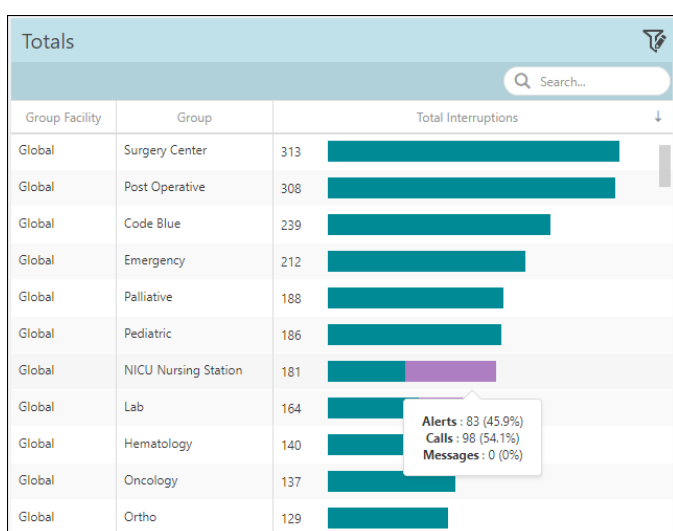 Totals
Search...
Group Facility Group Total Interruptions ↓
Global Surgery Center 313
Global Post Operative 308
Global Code Blue 239
Global Emergency 212
Global Palliative 188
Global Pediatric 186
Global NICU Nursing Station 181
Global Lab 164
Alerts : 83 (45.9%)
Calls : 98 (54.1%)
Messages : 0 (0%)
Global Hematology 140
Global Oncology 137
Global Ortho 129